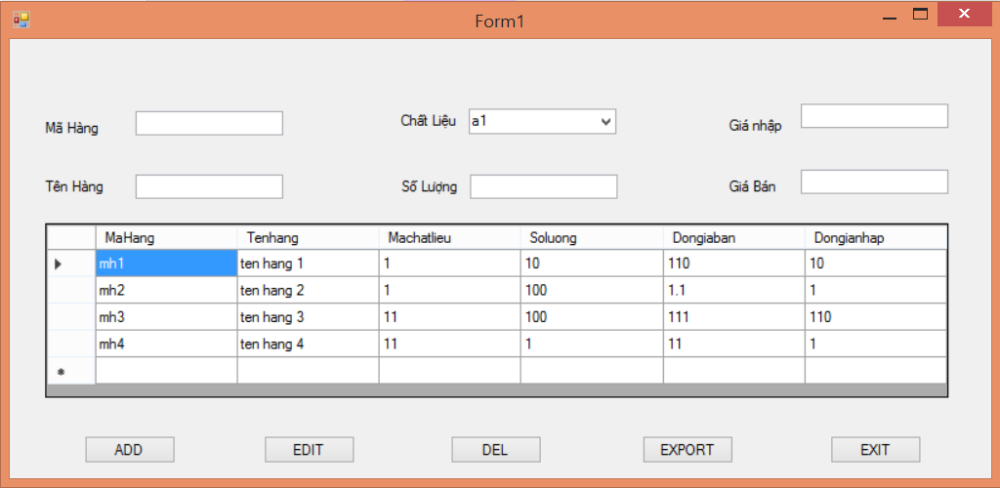 Form1
Mã Hàng
Chất Liệu a1
Giá nhập
Tên Hàng
Số Lượng
Giá Bán
MaHang Tenhang Machatlieu Soluong Dongiaban Dongianhap
mh1 ten hang 1 1 10 110 10
mh2 ten hang 2 1 100 1.1 1
mh3 ten hang 3 11 100 111 110
mh4 ten hang 4 11 1 11 1
ADD EDIT DEL EXPORT EXIT